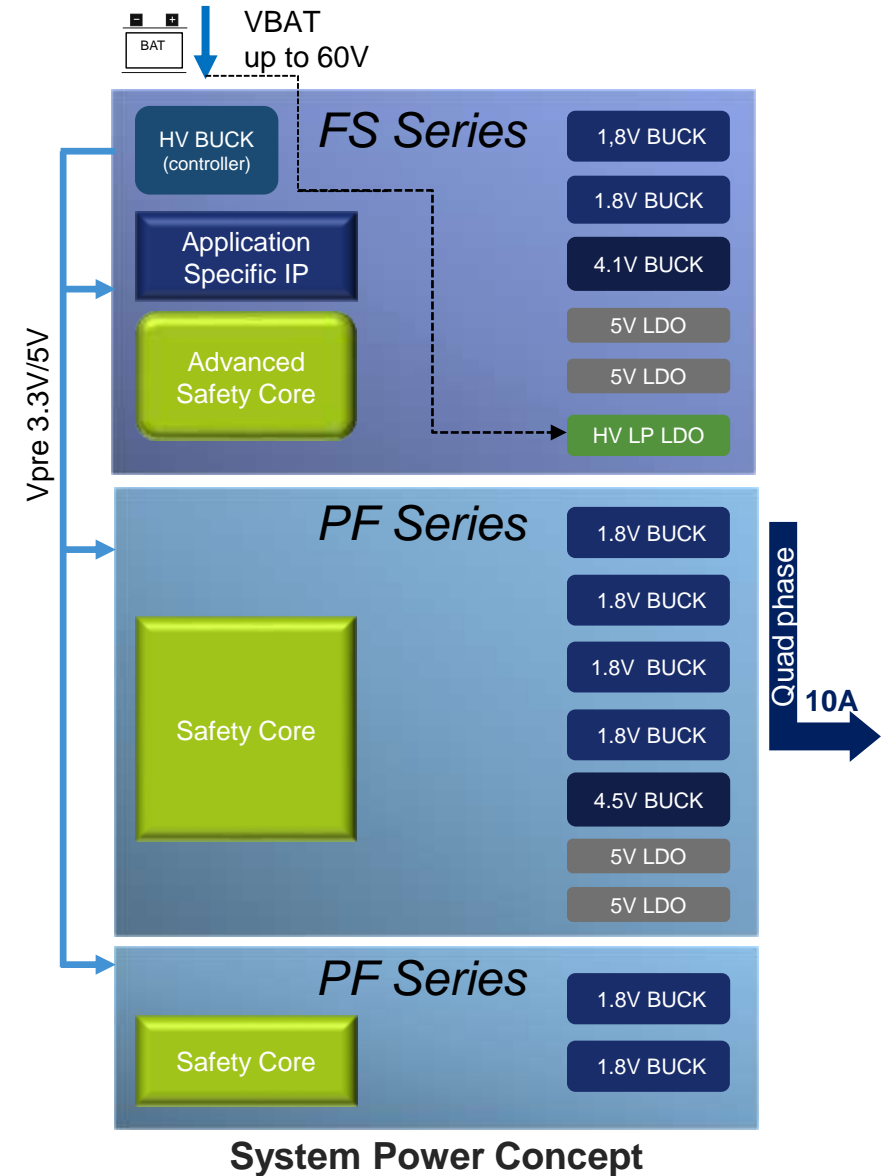 - +
BAT
VBAT
up to 60V
FS Series
HV BUCK
(controller)
Application
Specific IP
Advanced
Safety Core
1,8V BUCK
1.8V BUCK
4.1V BUCK
5V LDO
5V LDO
HV LP LDO
Vpre 3.3V/5V
PF Series
Safety Core
1.8V BUCK
1.8V BUCK
1.8V BUCK
1.8V BUCK
4.5V BUCK
5V LDO
5V LDO
Quad phase
10A
PF Series
Safety Core
1.8V BUCK
1.8V BUCK
System Power Concept